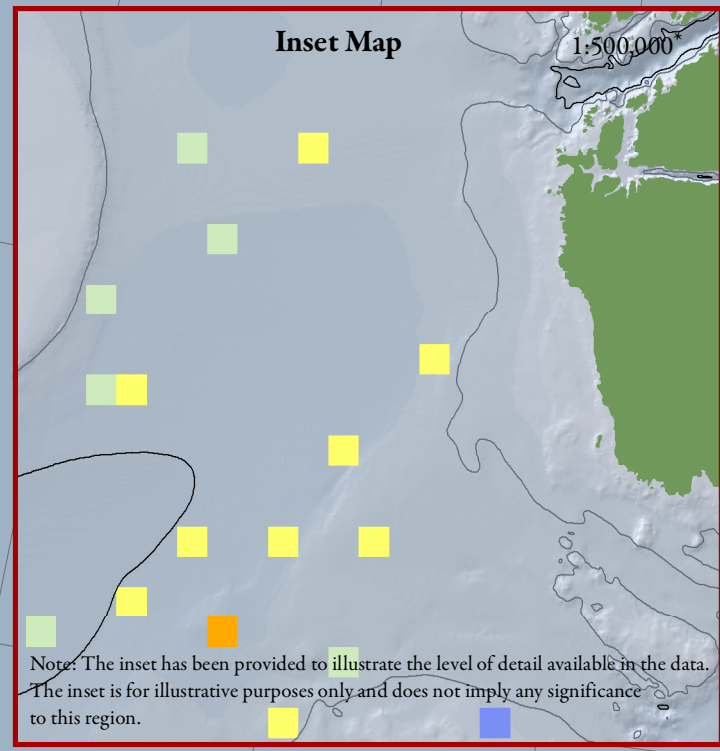 Inset Map
1:500,000*
Note: The inset has been provided to illustrate the level of detail available in the data.
The inset is for illustrative purposes only and does not imply any significance
to this region.